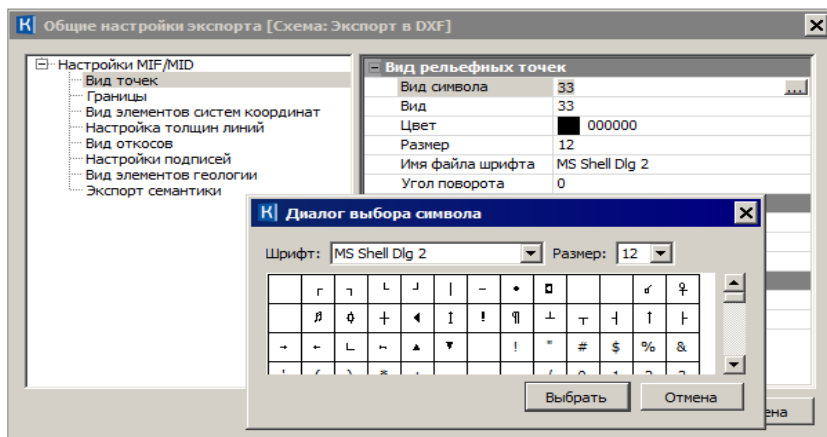 Общие настройки экспорта [Схема: Экспорт в DXF]
Настройки MIF/MID
Вид точек
Границы
Вид элементов систем координат
Настройка толщин линий
Вид откосов
Настройки подписей
Вид элементов геологии
Экспорт семантики
Вид рельефных точек
Вид символа 33 ...
Вид 33
Цвет 000000
Размер 12
Имя файла шрифта MS Shell Dlg 2
Угол поворота 0
Диалог выбора символа
Шрифт: MS Shell Dlg 2 Размер: 12
! " # $ % &
Выбрать Отмена